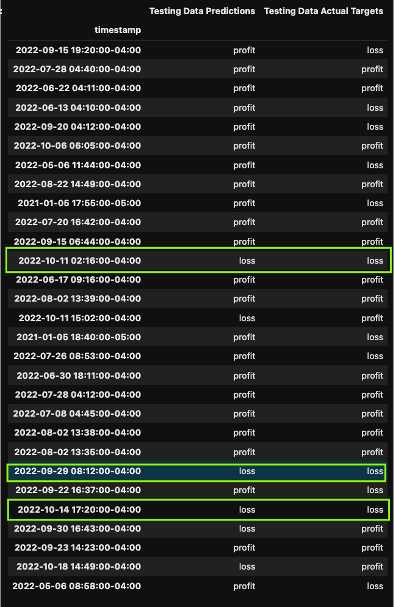 Testing Data Predictions Testing Data Actual Targets
timestamp
2022-09-15 19:20:00-04:00 profit loss
2022-07-28 04:40:00-04:00 profit profit
2022-06-22 04:11:00-04:00 profit profit
2022-06-13 04:10:00-04:00 profit loss
2022-09-20 04:12:00-04:00 profit loss
2022-10-06 06:05:00-04:00 profit profit
2022-05-06 11:44:00-04:00 profit loss
2022-08-22 14:49:00-04:00 profit profit
2021-01-05 17:55:00-05:00 profit loss
2022-07-20 16:42:00-04:00 profit profit
2022-09-15 06:44:00-04:00 profit profit
2022-10-11 02:16:00-04:00 loss loss
2022-06-17 09:16:00-04:00 profit profit
2022-08-02 13:39:00-04:00 profit profit
2022-10-11 15:02:00-04:00 loss profit
2021-01-05 18:40:00-05:00 profit loss
2022-07-26 08:53:00-04:00 profit loss
2022-06-30 18:11:00-04:00 profit profit
2022-07-28 04:12:00-04:00 profit profit
2022-07-08 04:45:00-04:00 profit profit
2022-08-02 13:38:00-04:00 profit profit
2022-08-02 13:35:00-04:00 profit profit
2022-09-29 08:12:00-04:00 loss loss
2022-09-22 16:37:00-04:00 profit profit
2022-10-14 17:20:00-04:00 loss loss
2022-09-30 16:43:00-04:00 loss profit
2022-09-23 14:23:00-04:00 profit profit
2022-10-18 14:49:00-04:00 loss profit
2022-05-06 08:58:00-04:00 profit loss